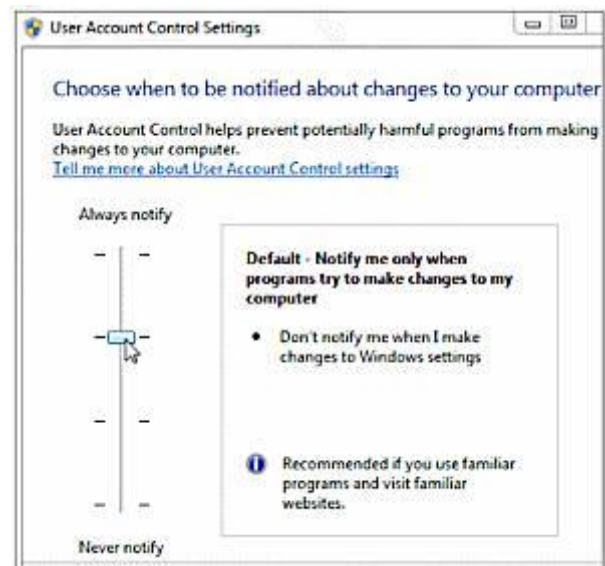 User Account Control Settings
Choose when to be notified about changes to your computer
User Account Control helps prevent potentially harmful programs from making
changes to your computer.
Tell me more about User Account Control settings
Always notify
Default - Notify me only when
programs try to make changes to my
computer
• Don't notify me when I make
changes to Windows settings
Recommended if you use familiar
programs and visit familiar
websites.
Never notify